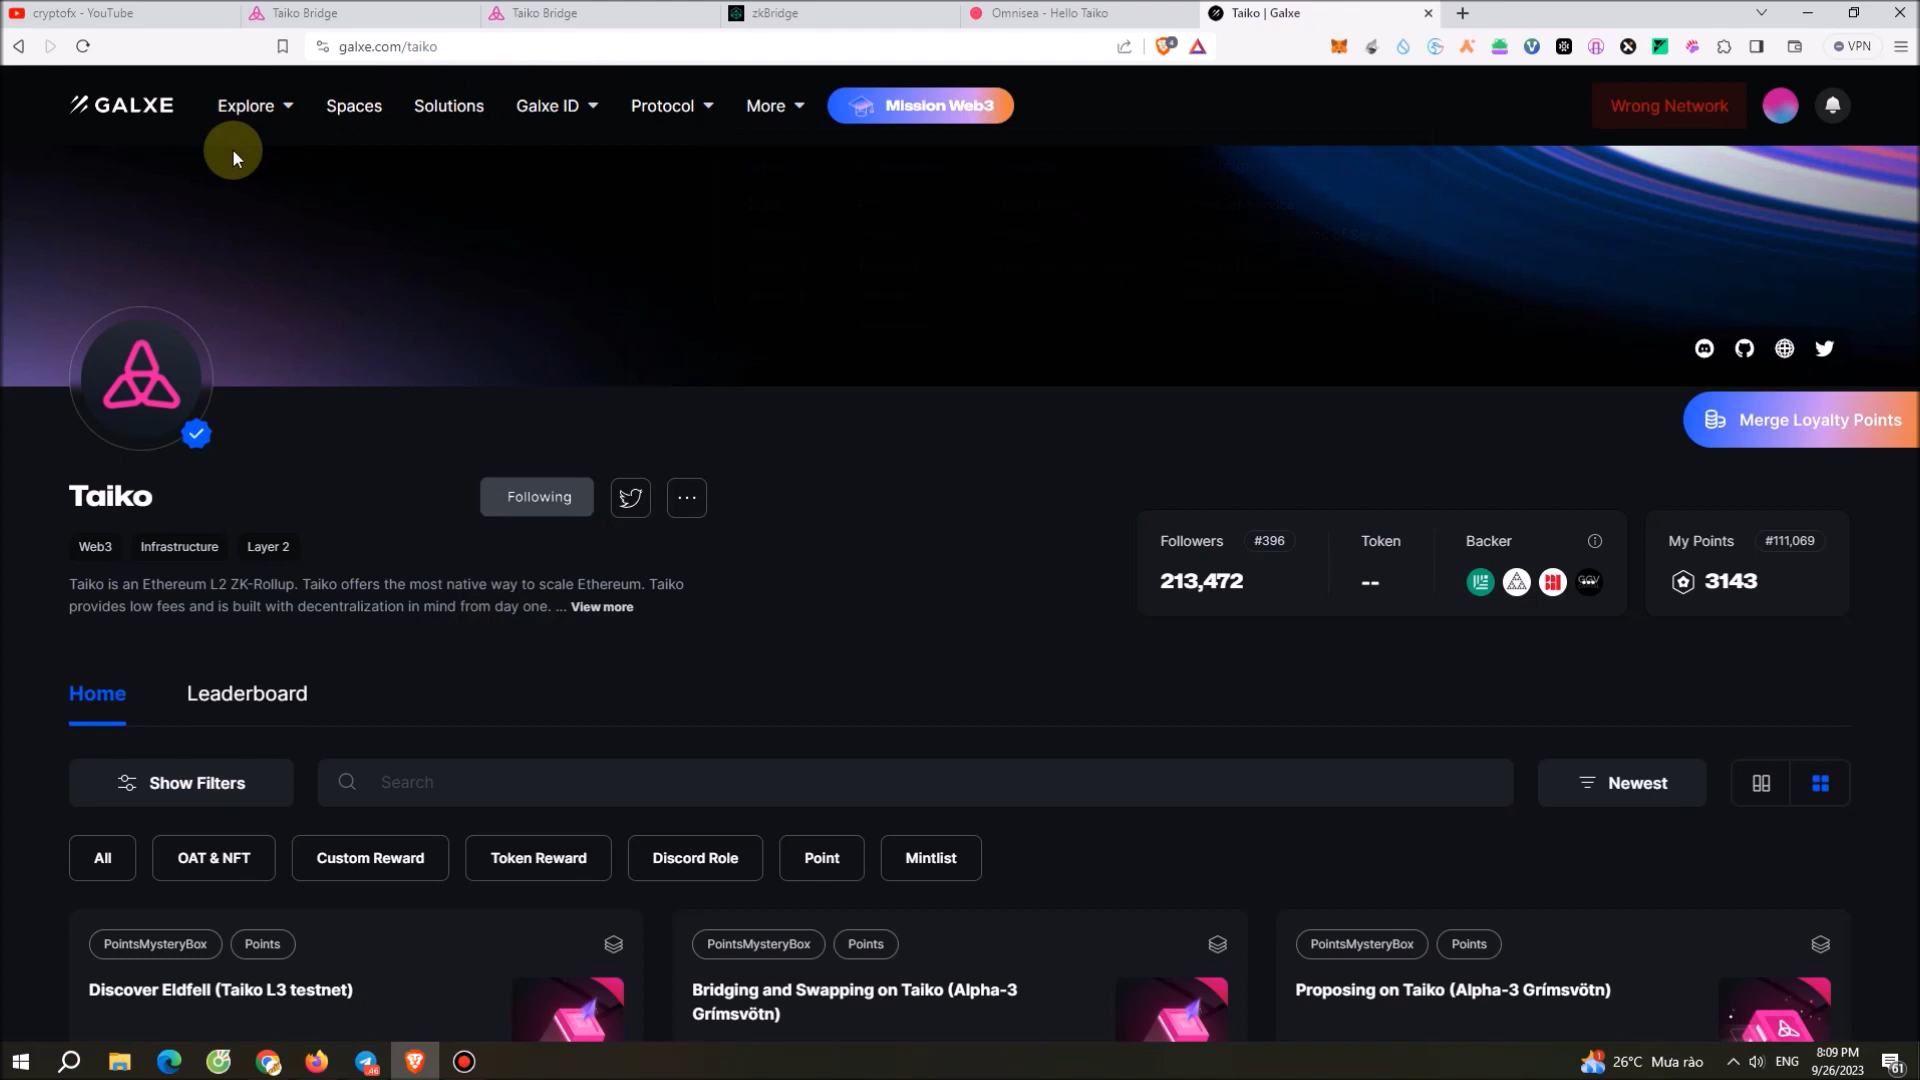 cryptofx - YouTube
Taiko Bridge
Taiko Bridge
zkBridge
Omnisea - Hello Taiko
Taiko | Galxe
galxe.com/taiko
4
VPN
GALXE
Explore
Spaces
Solutions
Galxe ID
Protocol
More
Mission Web3
Wrong Network
Merge Loyalty Points
Taiko
Following
Web3
Infrastructure
Layer 2
Taiko is an Ethereum L2 ZK-Rollup. Taiko offers the most native way to scale Ethereum. Taiko
provides low fees and is built with decentralization in mind from day one. ... View more
Followers
#396
213,472
Token
--
Backer
GGV
My Points
#111,069
3143
Home
Leaderboard
Show Filters
Search
Newest
All
OAT & NFT
Custom Reward
Token Reward
Discord Role
Point
Mintlist
PointsMysteryBox
Points
Discover Eldfell (Taiko L3 testnet)
PointsMysteryBox
Points
Bridging and Swapping on Taiko (Alpha-3
Grímsvötn)
PointsMysteryBox
Points
Proposing on Taiko (Alpha-3 Grímsvötn)
46
1
26°C Mưa rào
ENG
8:09 PM
9/26/2023
61